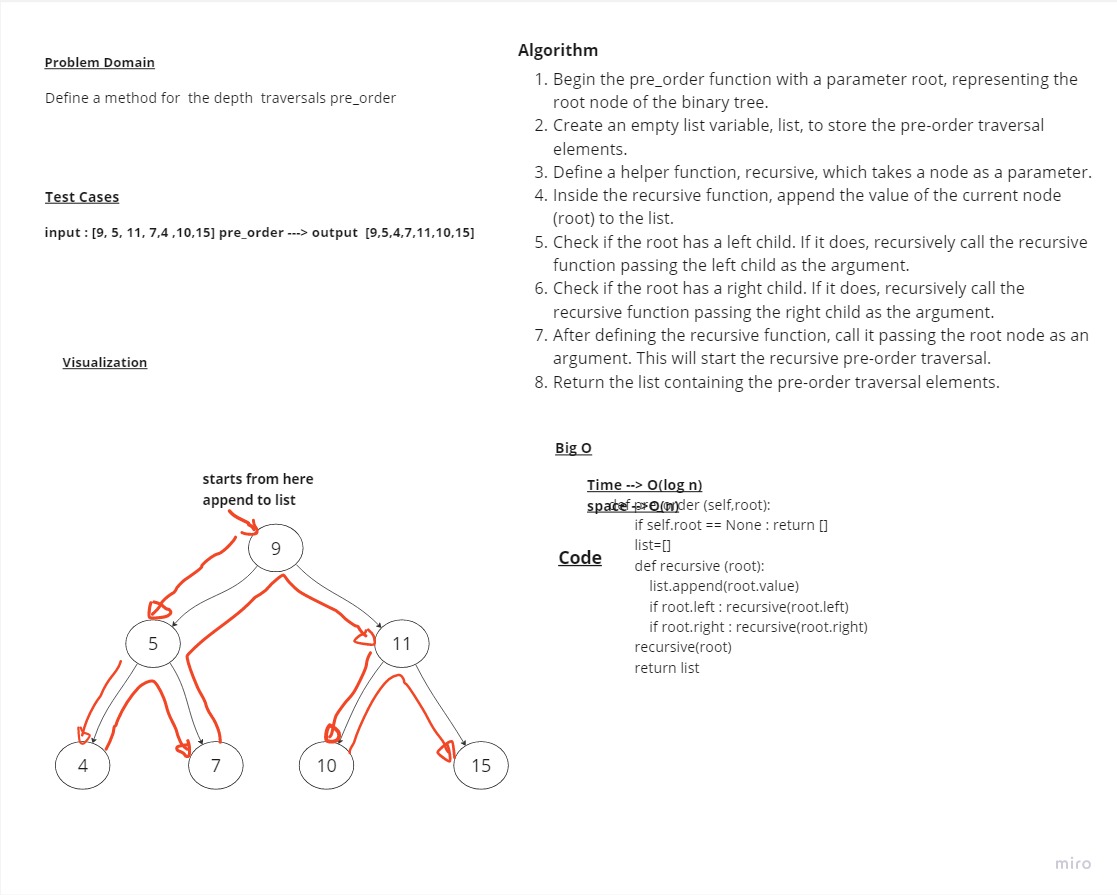 Problem Domain
Define a method for  the depth  traversals pre_order
Test Cases
input : [9, 5, 11, 7,4 ,10,15] pre_order ---> output  [9,5,4,7,11,10,15]
Visualization
starts from here
append to list
9
5
11
4
7
10
15
Algorithm
1. Begin the pre_order function with a parameter root, representing the
root node of the binary tree.
2. Create an empty list variable, list, to store the pre-order traversal
elements.
3. Define a helper function, recursive, which takes a node as a parameter.
4. Inside the recursive function, append the value of the current node
(root) to the list.
5. Check if the root has a left child. If it does, recursively call the recursive
function passing the left child as the argument.
6. Check if the root has a right child. If it does, recursively call the
recursive function passing the right child as the argument.
7. After defining the recursive function, call it passing the root node as an
argument. This will start the recursive pre-order traversal.
8. Return the list containing the pre-order traversal elements.
Big O
Time --> O(log n)
space --> O(n)
Code
def pre_order (self,root):
if self.root == None : return []
list=[]
def recursive (root):
list.append(root.value)
if root.left : recursive(root.left)
if root.right : recursive(root.right)
recursive(root)
return list
miro